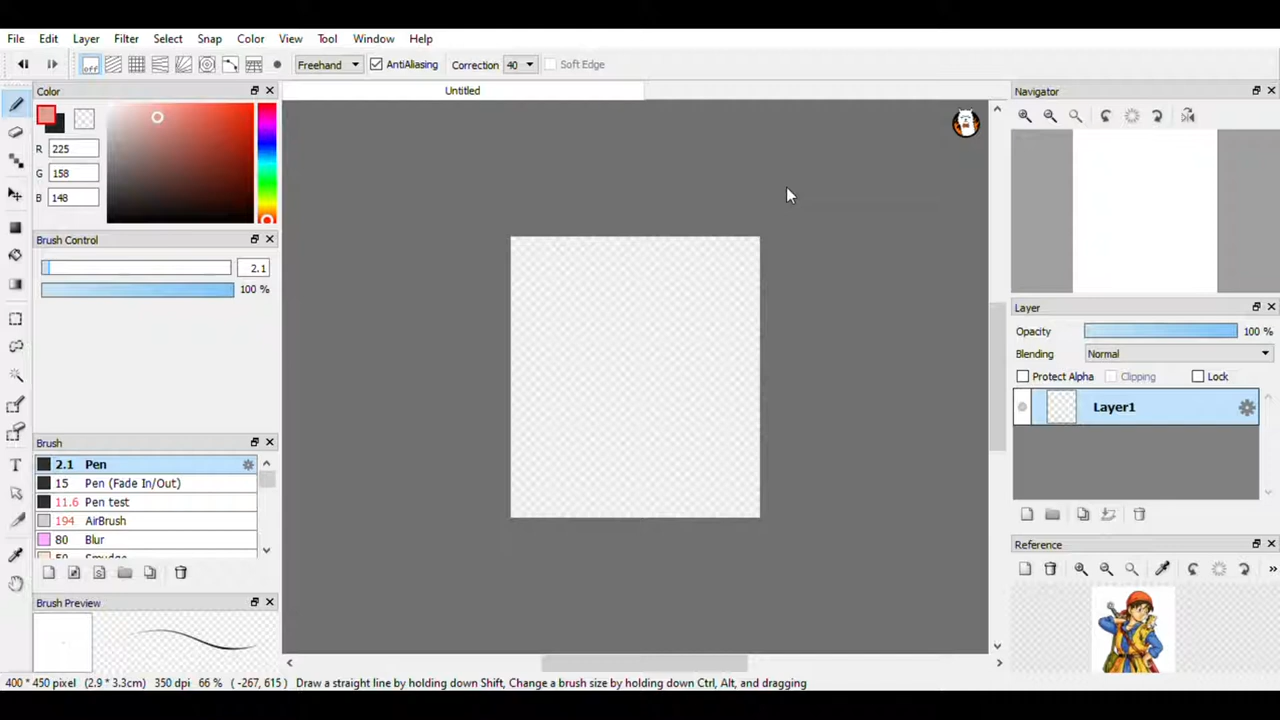 File Edit Layer Filter Select Snap Color View Tool Window Help
off Freehand AntiAliasing Correction 40 Soft Edge
Color
Untitled
Navigator
R 225
G 158
B 148
Brush Control
2.1
100 %
Layer
Opacity 100 %
Blending Normal
Protect Alpha Clipping Lock
Layer1
Brush
2.1 Pen
15 Pen (Fade In/Out)
11.6 Pen test
194 AirBrush
80 Blur
50 Smudge
Reference
»
Brush Preview
T
400 * 450 pixel (2.9 * 3.3cm) 350 dpi 66 % ( -267, 615) Draw a straight line by holding down Shift, Change a brush size by holding down Ctrl, Alt, and dragging